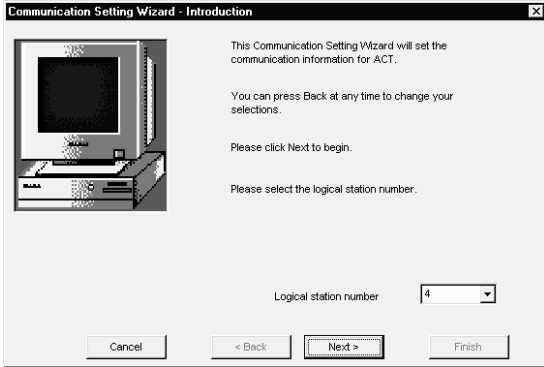 Communication Setting Wizard - Introduction
This Communication Setting Wizard will set the
communication information for ACT.
You can press Back at any time to change your
selections.
Please click Next to begin.
Please select the logical station number.
Logical station number
4
Cancel
< Back
Next >
Finish